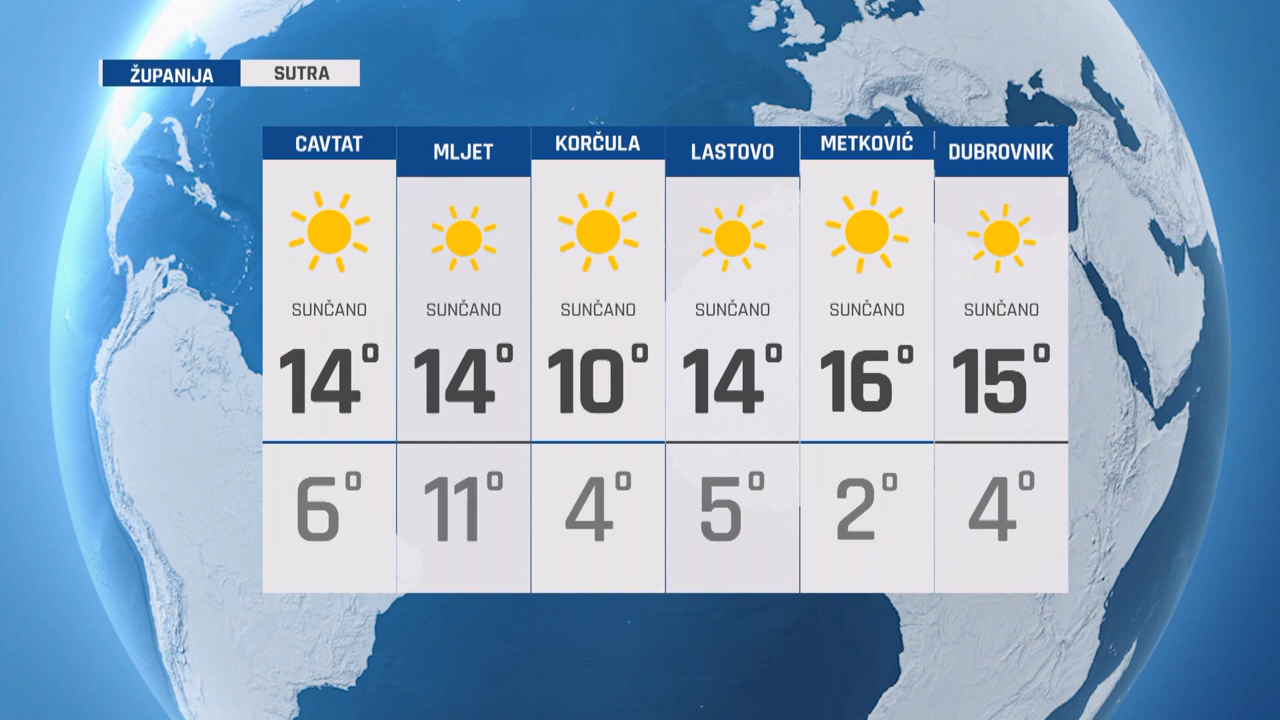 ŽUPANIJA SUTRA
CAVTAT MLJET KORČULA LASTOVO METKOVIĆ DUBROVNIK
SUNČANO SUNČANO SUNČANO SUNČANO SUNČANO SUNČANO
14° 14° 10° 14° 16° 15°
6° 11° 4° 5° 2° 4°